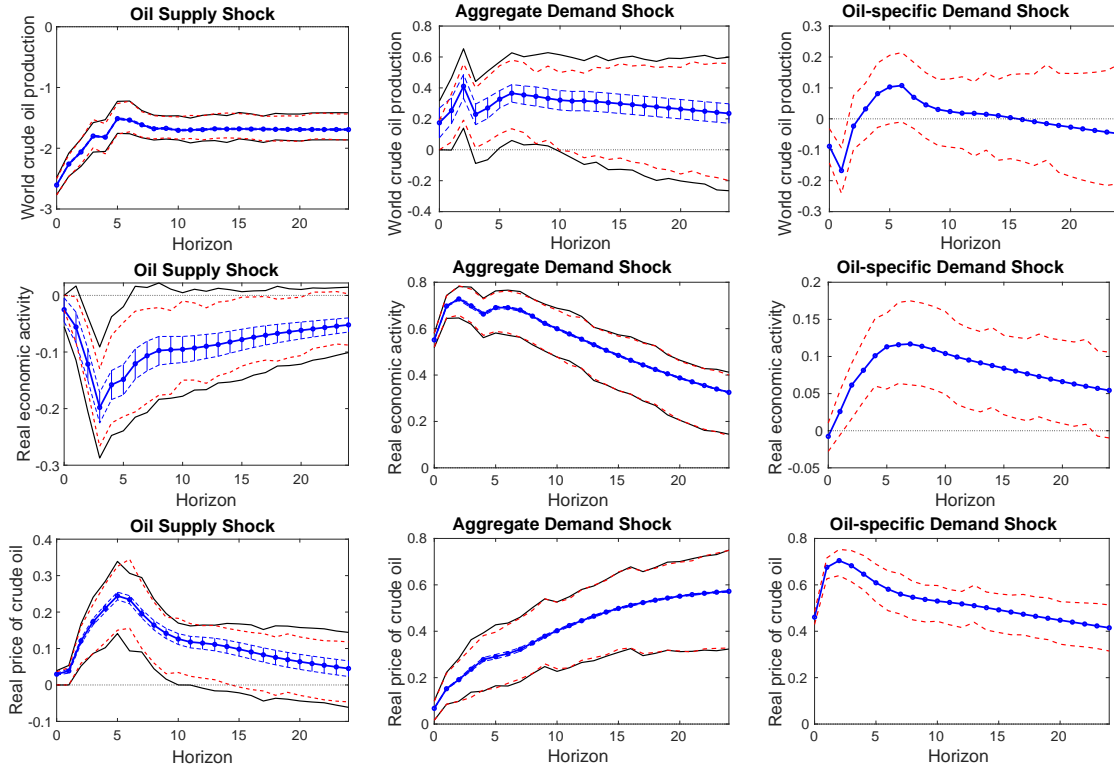 Oil Supply Shock
World crude oil production
0
-1
-2
-3
0 5 10 15 20
Horizon
Aggregate Demand Shock
World crude oil production
0.8
0.6
0.4
0.2
0
-0.2
-0.4
0 5 10 15 20
Horizon
Oil-specific Demand Shock
World crude oil production
0.3
0.2
0.1
0
-0.1
-0.2
-0.3
0 5 10 15 20
Horizon
Oil Supply Shock
Real economic activity
0
-0.1
-0.2
-0.3
0 5 10 15 20
Horizon
Aggregate Demand Shock
Real economic activity
0.8
0.6
0.4
0.2
0
0 5 10 15 20
Horizon
Oil-specific Demand Shock
Real economic activity
0.2
0.15
0.1
0.05
0
-0.05
0 5 10 15 20
Horizon
Oil Supply Shock
Real price of crude oil
0.4
0.3
0.2
0.1
0
-0.1
0 5 10 15 20
Horizon
Aggregate Demand Shock
Real price of crude oil
0.8
0.6
0.4
0.2
0
0 5 10 15 20
Horizon
Oil-specific Demand Shock
Real price of crude oil
0.8
0.6
0.4
0.2
0
0 5 10 15 20
Horizon